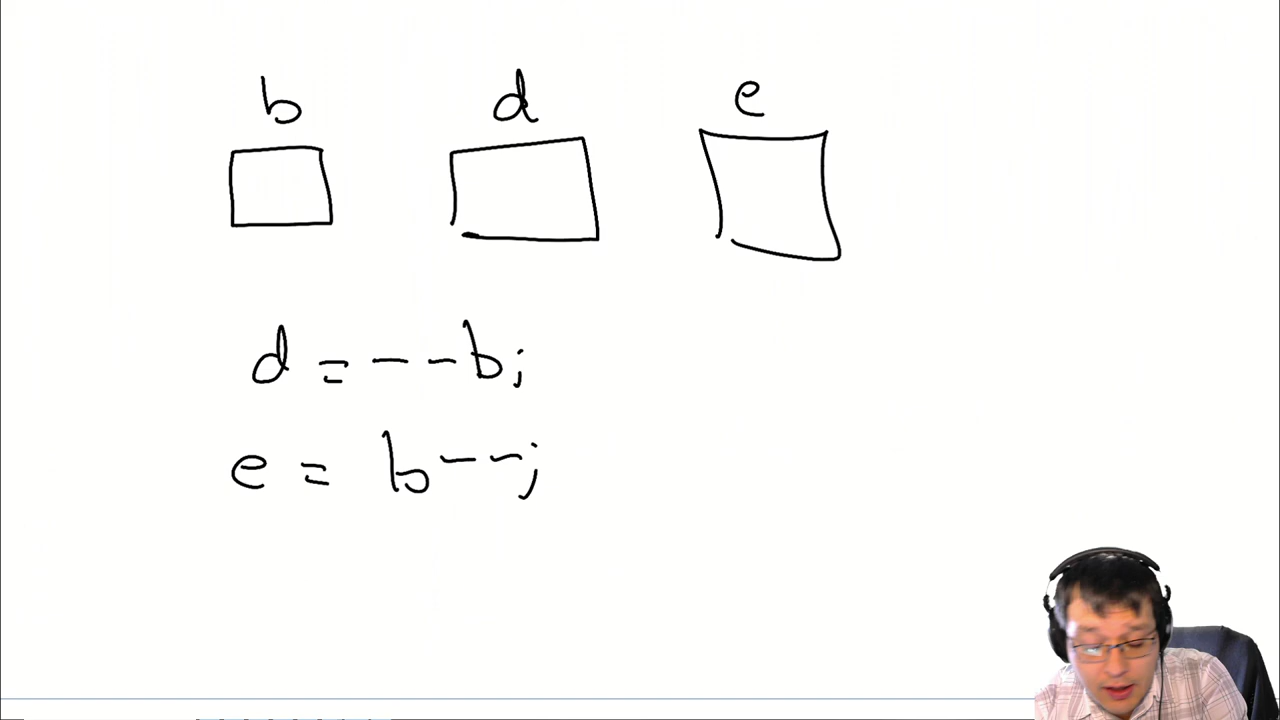 b d e
d = --b;
e = b--;